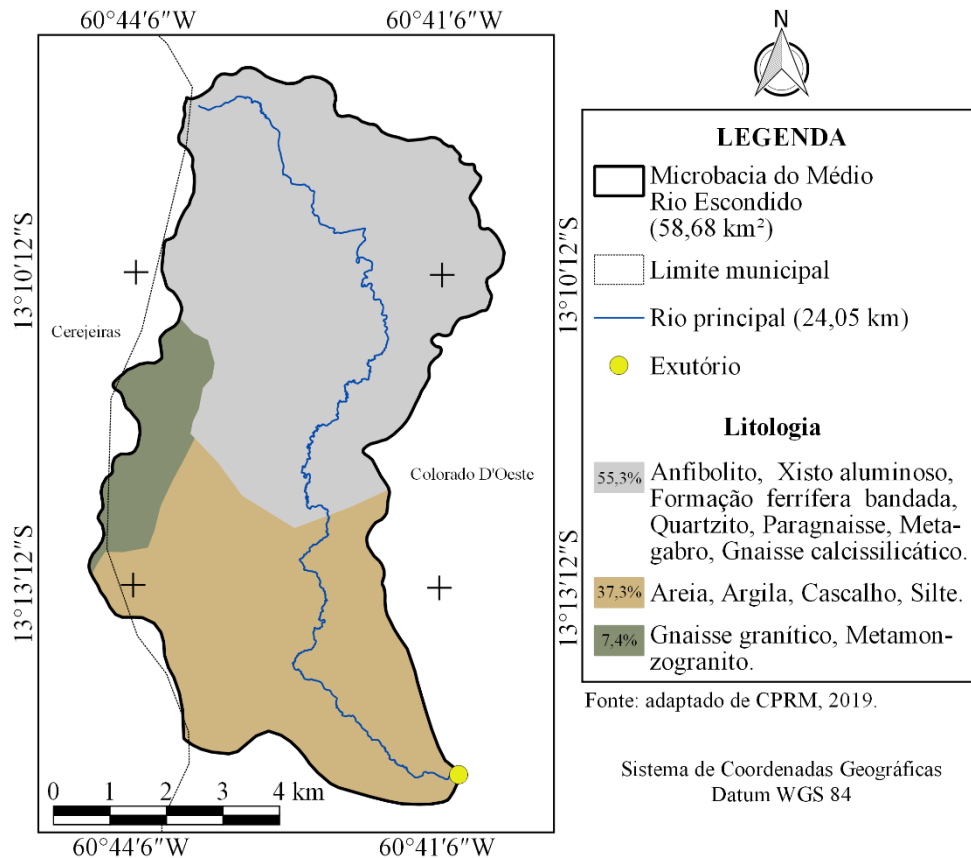 60°44'6"W
60°41'6"W
N
13°10'12"S
13°10'12"S
Cerejeiras
Colorado D'Oeste
13°13'12"S
13°13'12"S
0 1 2 3 4 km
60°44'6"W
60°41'6"W
LEGENDA
Microbacia do Médio
Rio Escondido
(58,68 km²)
Limite municipal
Rio principal (24,05 km)
Exutório
Litologia
55,3% Anfibolito, Xisto aluminoso,
Formação ferrífera bandada,
Quartzito, Paragnaisse, Meta-
gabro, Gnaisse calcissilicático.
37,3% Areia, Argila, Cascalho, Silte.
7,4% Gnaisse granítico, Metamon-
zogranito.
Fonte: adaptado de CPRM, 2019.
Sistema de Coordenadas Geográficas
Datum WGS 84